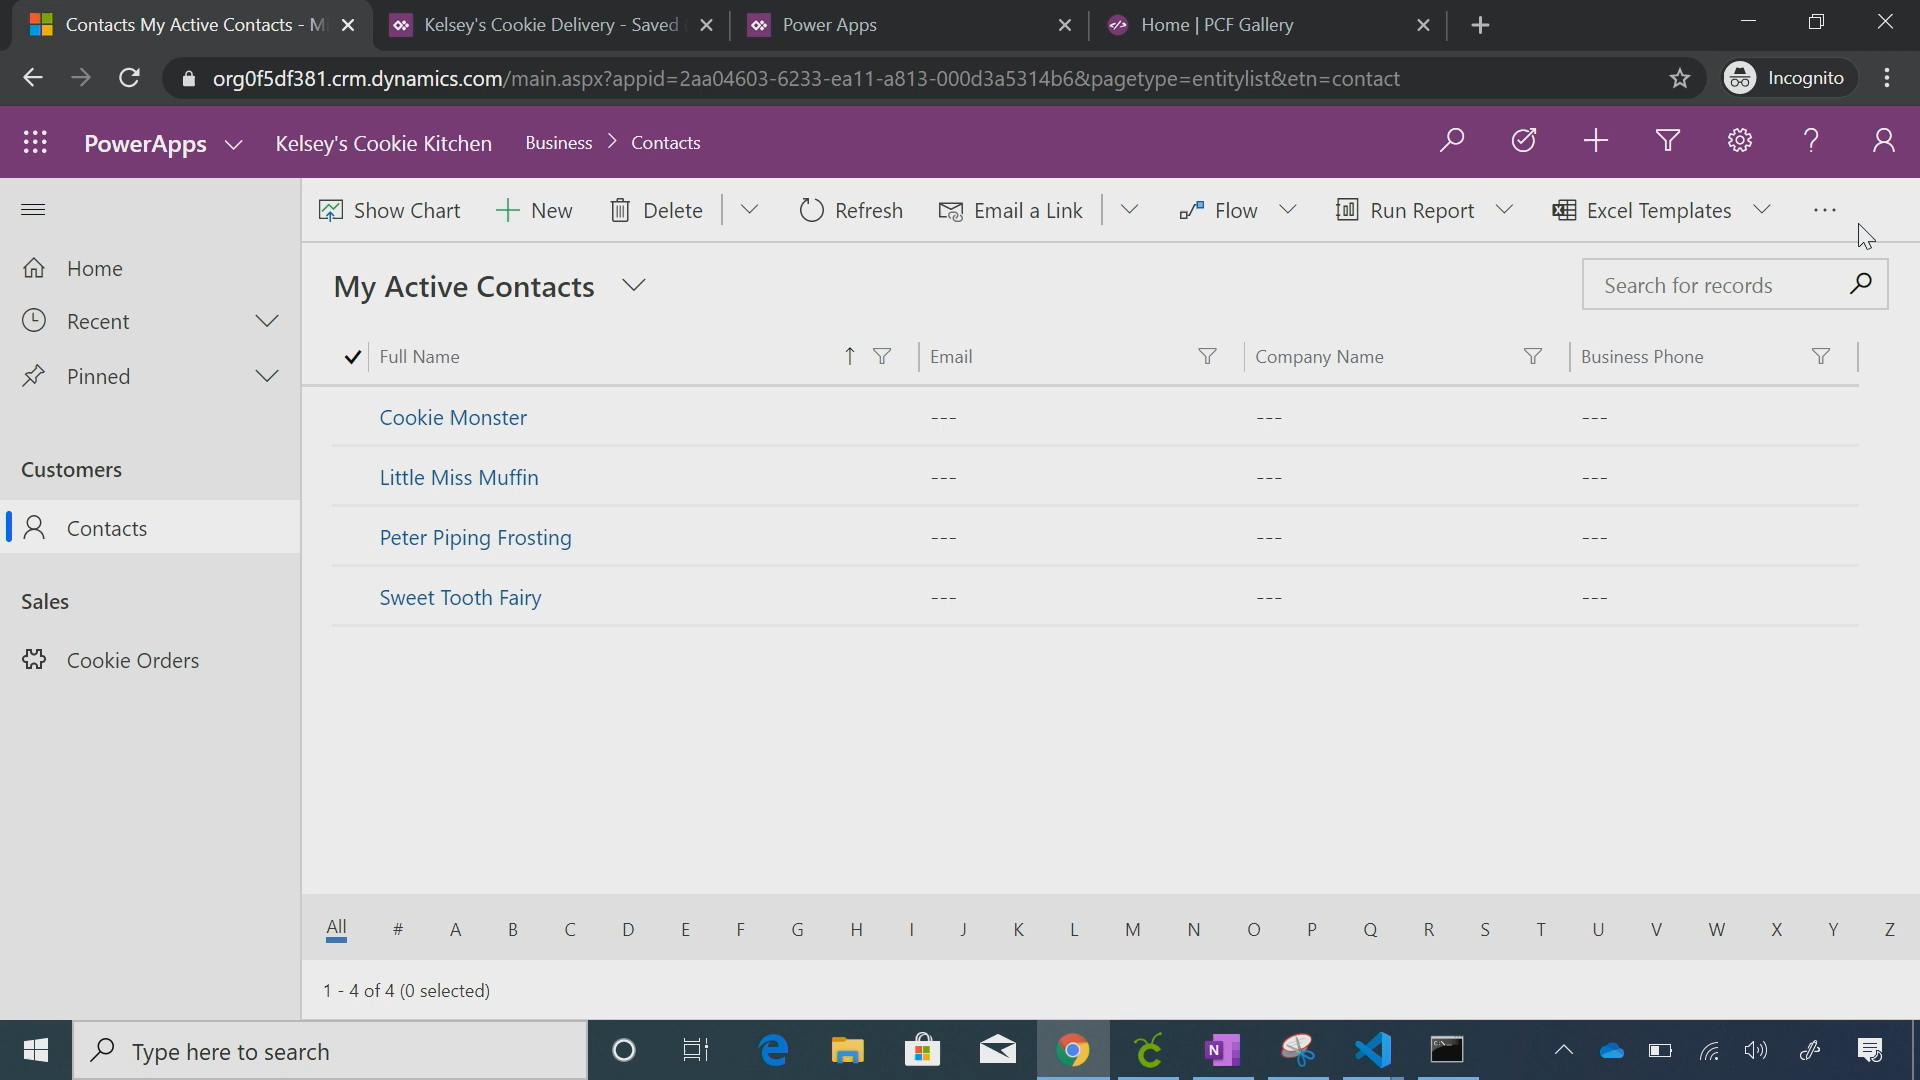 Contacts My Active Contacts - M
Kelsey's Cookie Delivery - Saved
Power Apps
Home | PCF Gallery
org0f5df381.crm.dynamics.com/main.aspx?appid=2aa04603-6233-ea11-a813-000d3a5314b6&pagetype=entitylist&etn=contact
Incognito
PowerApps
Kelsey's Cookie Kitchen
Business > Contacts
Show Chart
New
Delete
Refresh
Email a Link
Flow
Run Report
Excel Templates
Home
Recent
Pinned
Customers
Contacts
Sales
Cookie Orders
My Active Contacts
Search for records
Full Name Email Company Name Business Phone
Cookie Monster --- --- ---
Little Miss Muffin --- --- ---
Peter Piping Frosting --- --- ---
Sweet Tooth Fairy --- --- ---
All # A B C D E F G H I J K L M N O P Q R S T U V W X Y Z
1 - 4 of 4 (0 selected)
Type here to search